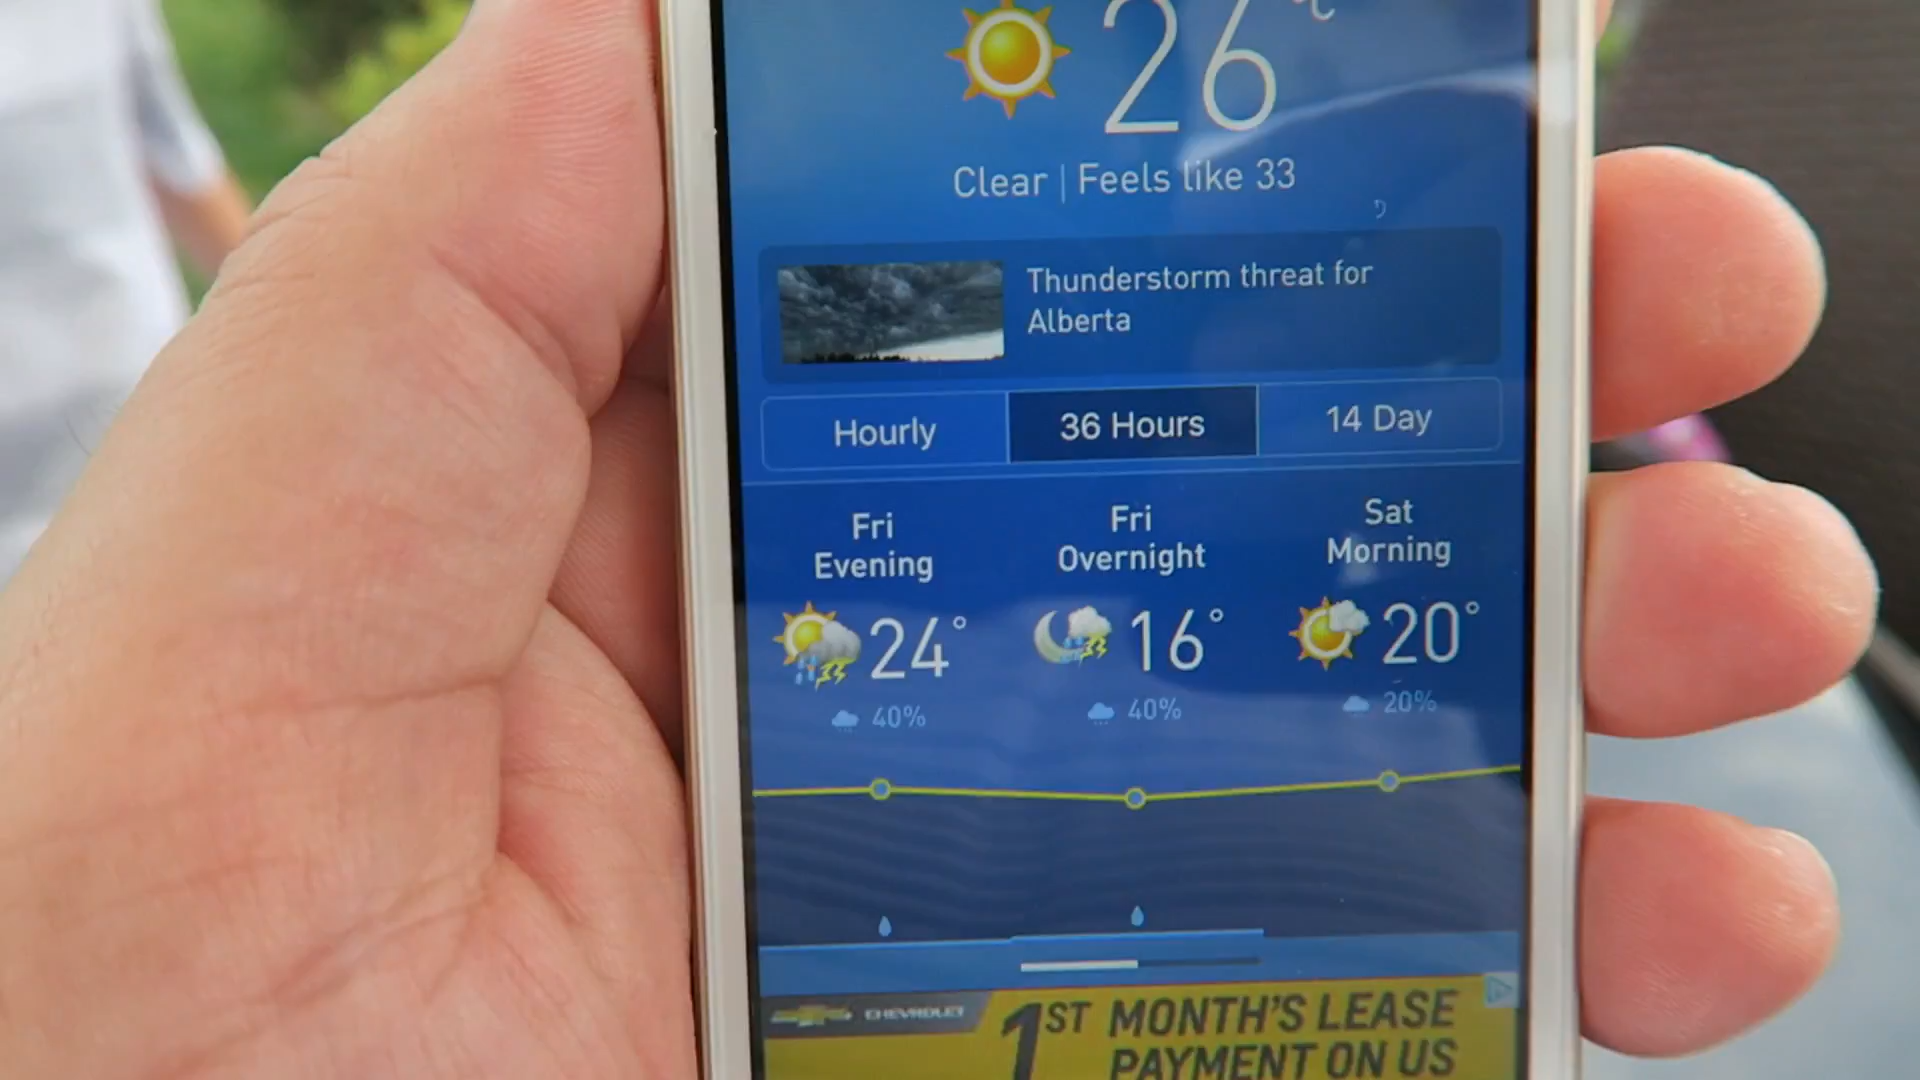 26°C
Clear | Feels like 33
Thunderstorm threat for
Alberta
Hourly
36 Hours
14 Day
Fri
Evening
Fri
Overnight
Sat
Morning
24°
16°
20°
40%
40%
20%
CHEVROLET
1ST MONTH'S LEASE
PAYMENT ON US